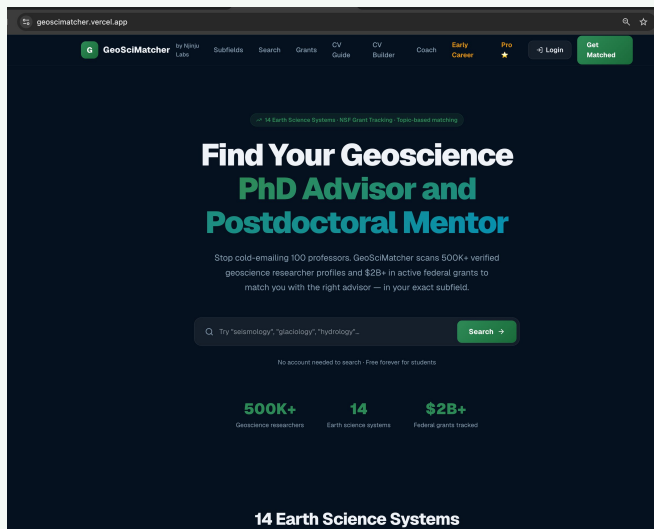 geoscimatcher.vercel.app
G GeoSciMatcher by Njinju Labs Subfields Search Grants CV Guide CV Builder Coach Early Career Pro ⭐ Login Get Matched
14 Earth Science Systems · NSF Grant Tracking · Topic-based matching
Find Your Geoscience
PhD Advisor and
Postdoctoral Mentor
Stop cold-emailing 100 professors. GeoSciMatcher scans 500K+ verified
geoscience researcher profiles and $2B+ in active federal grants to
match you with the right advisor — in your exact subfield.
Try "seismology", "glaciology", "hydrology"... Search →
No account needed to search · Free forever for students
500K+ 14 $2B+
Geoscience researchers Earth science systems Federal grants tracked
14 Earth Science Systems